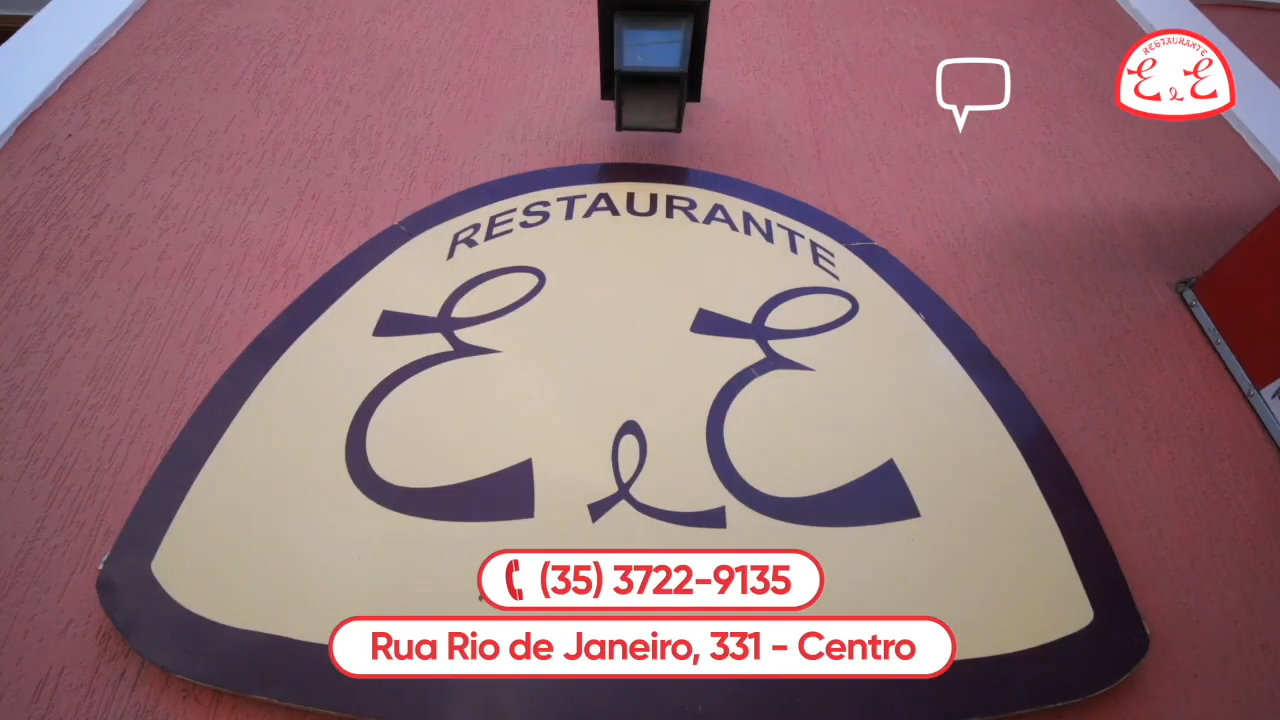 RESTAURANTE
E e E
RESTAURANTE
E e E
(35) 3722-9135
Rua Rio de Janeiro, 331 - Centro